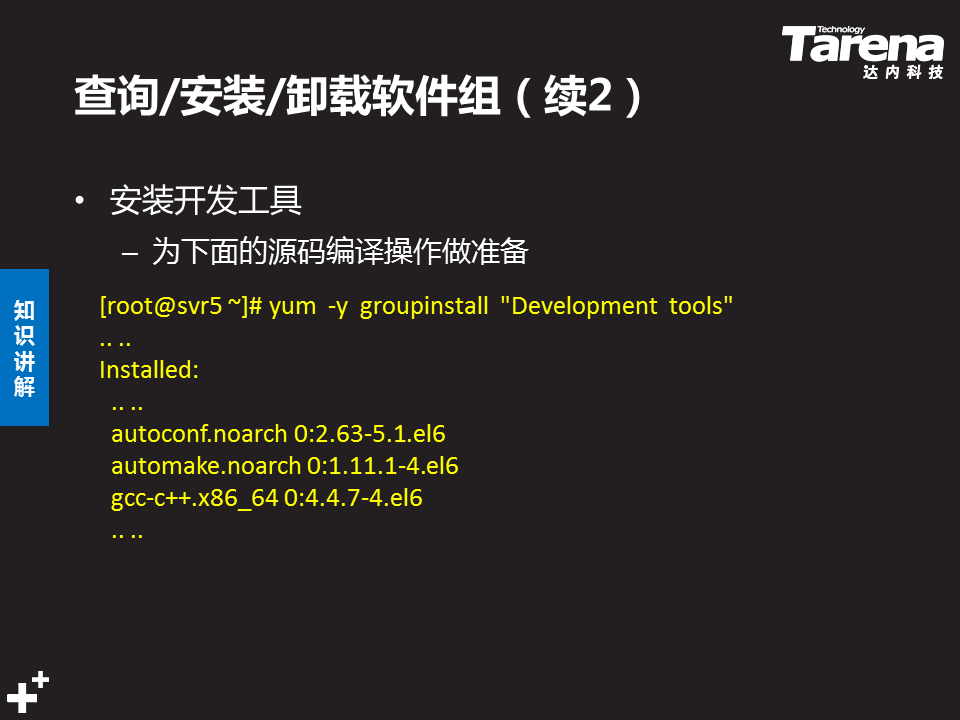 Technology
Tarena
达内科技
查询/安装/卸载软件组（续2）
• 安装开发工具
– 为下面的源码编译操作做准备
知识讲解
[root@svr5 ~]# yum -y groupinstall "Development tools"
.. ..
Installed:
.. ..
autoconf.noarch 0:2.63-5.1.el6
automake.noarch 0:1.11.1-4.el6
gcc-c++.x86_64 0:4.4.7-4.el6
.. ..